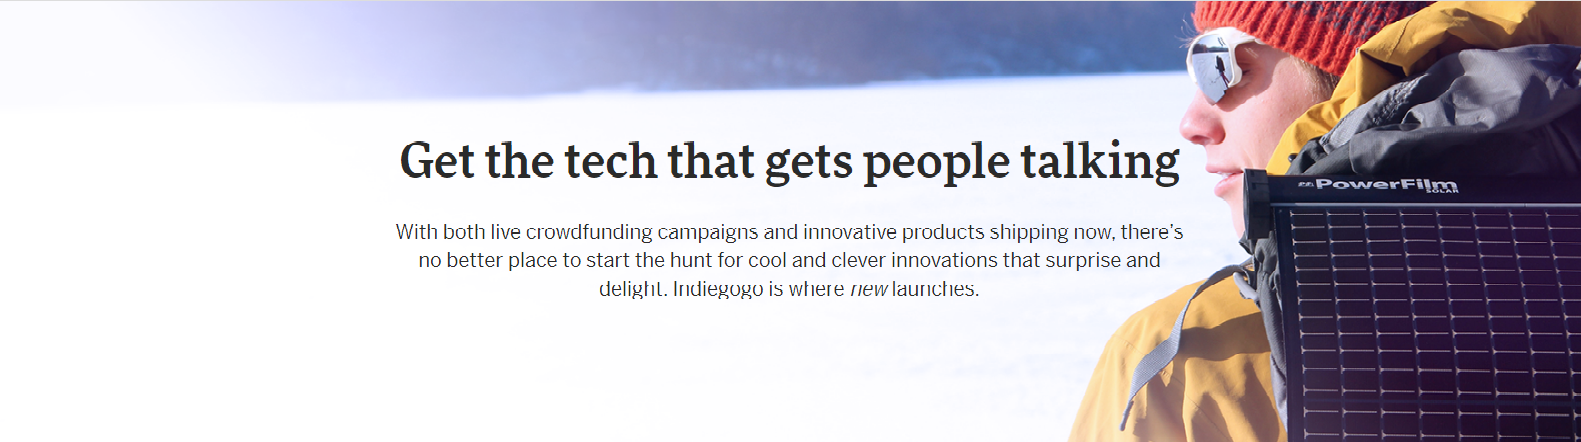 Get the tech that gets people talking
With both live crowdfunding campaigns and innovative products shipping now, there’s
no better place to start the hunt for cool and clever innovations that surprise and
delight. Indiegogo is where new launches.
PowerFilm
SOLAR